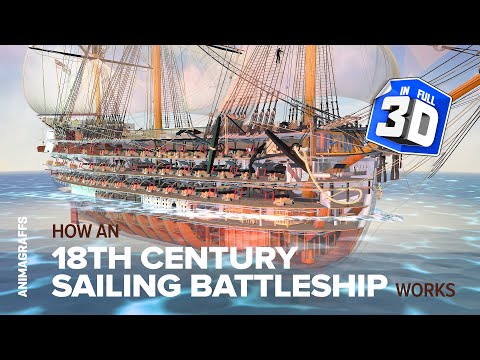 IN FULL
3D
HOW AN
18TH CENTURY
SAILING BATTLESHIP WORKS
ANIMAGRAFFS